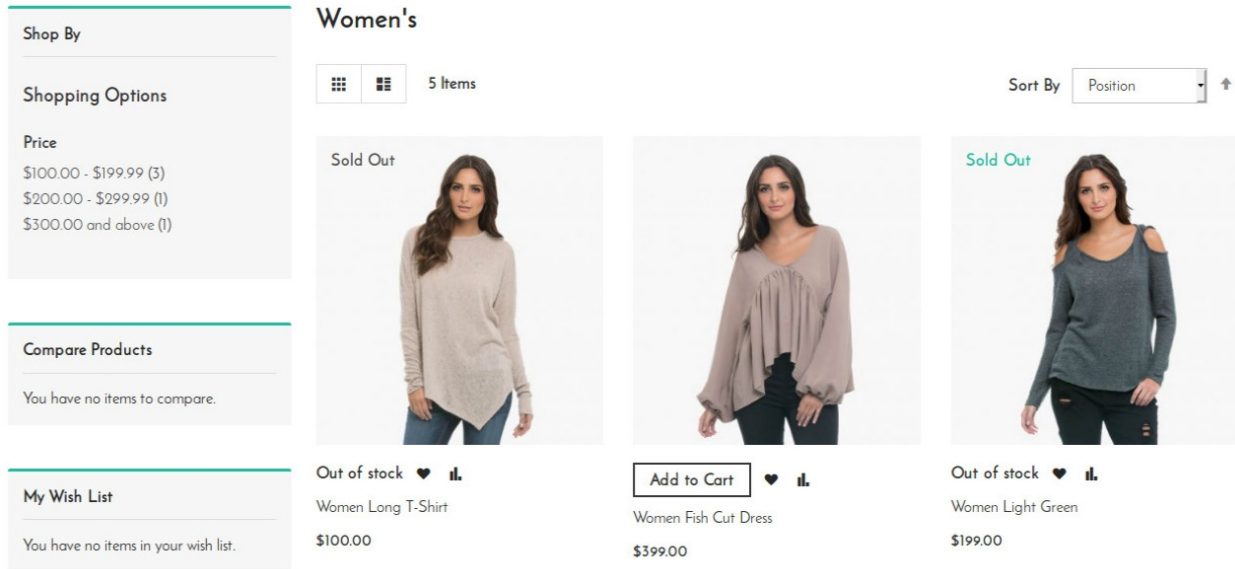 Shop By
Shopping Options
Price
$100.00 - $199.99 (3)
$200.00 - $299.99 (1)
$300.00 and above (1)
Compare Products
You have no items to compare.
My Wish List
You have no items in your wish list.
Women's
5 Items
Sort By Position
Sold Out
Out of stock
Women Long T-Shirt
$100.00
Add to Cart
Women Fish Cut Dress
$399.00
Sold Out
Out of stock
Women Light Green
$199.00